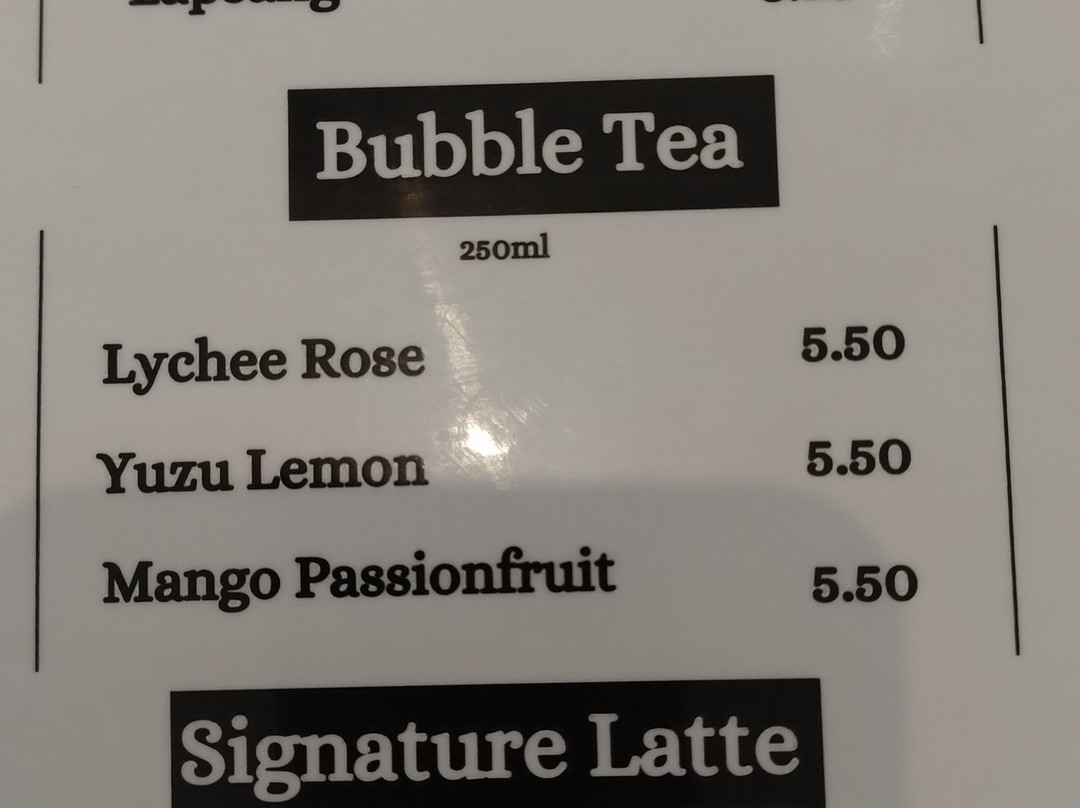 Bubble Tea
250ml
Lychee Rose 5.50
Yuzu Lemon 5.50
Mango Passionfruit 5.50
Signature Latte